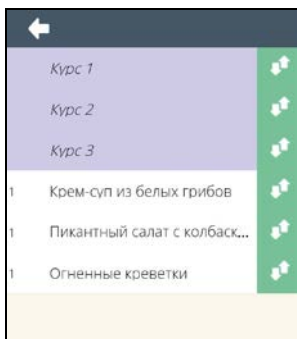 Курс 1
Курс 2
Курс 3
1 Крем-суп из белых грибов
1 Пикантный салат с колбаск...
1 Огненные креветки